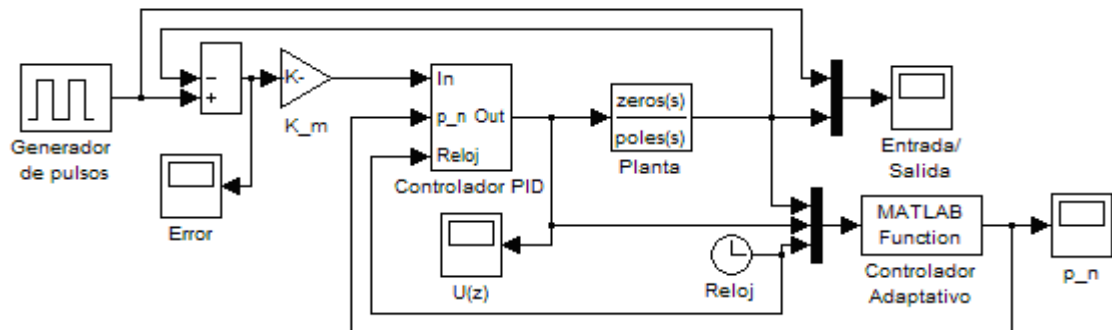 Generador
de pulsos
−
+
Error
K-
K_m
In
p_n Out
Reloj
Controlador PID
U(z)
zeros(s)
poles(s)
Planta
Reloj
Entrada/
Salida
MATLAB
Function
Controlador
Adaptativo
p_n